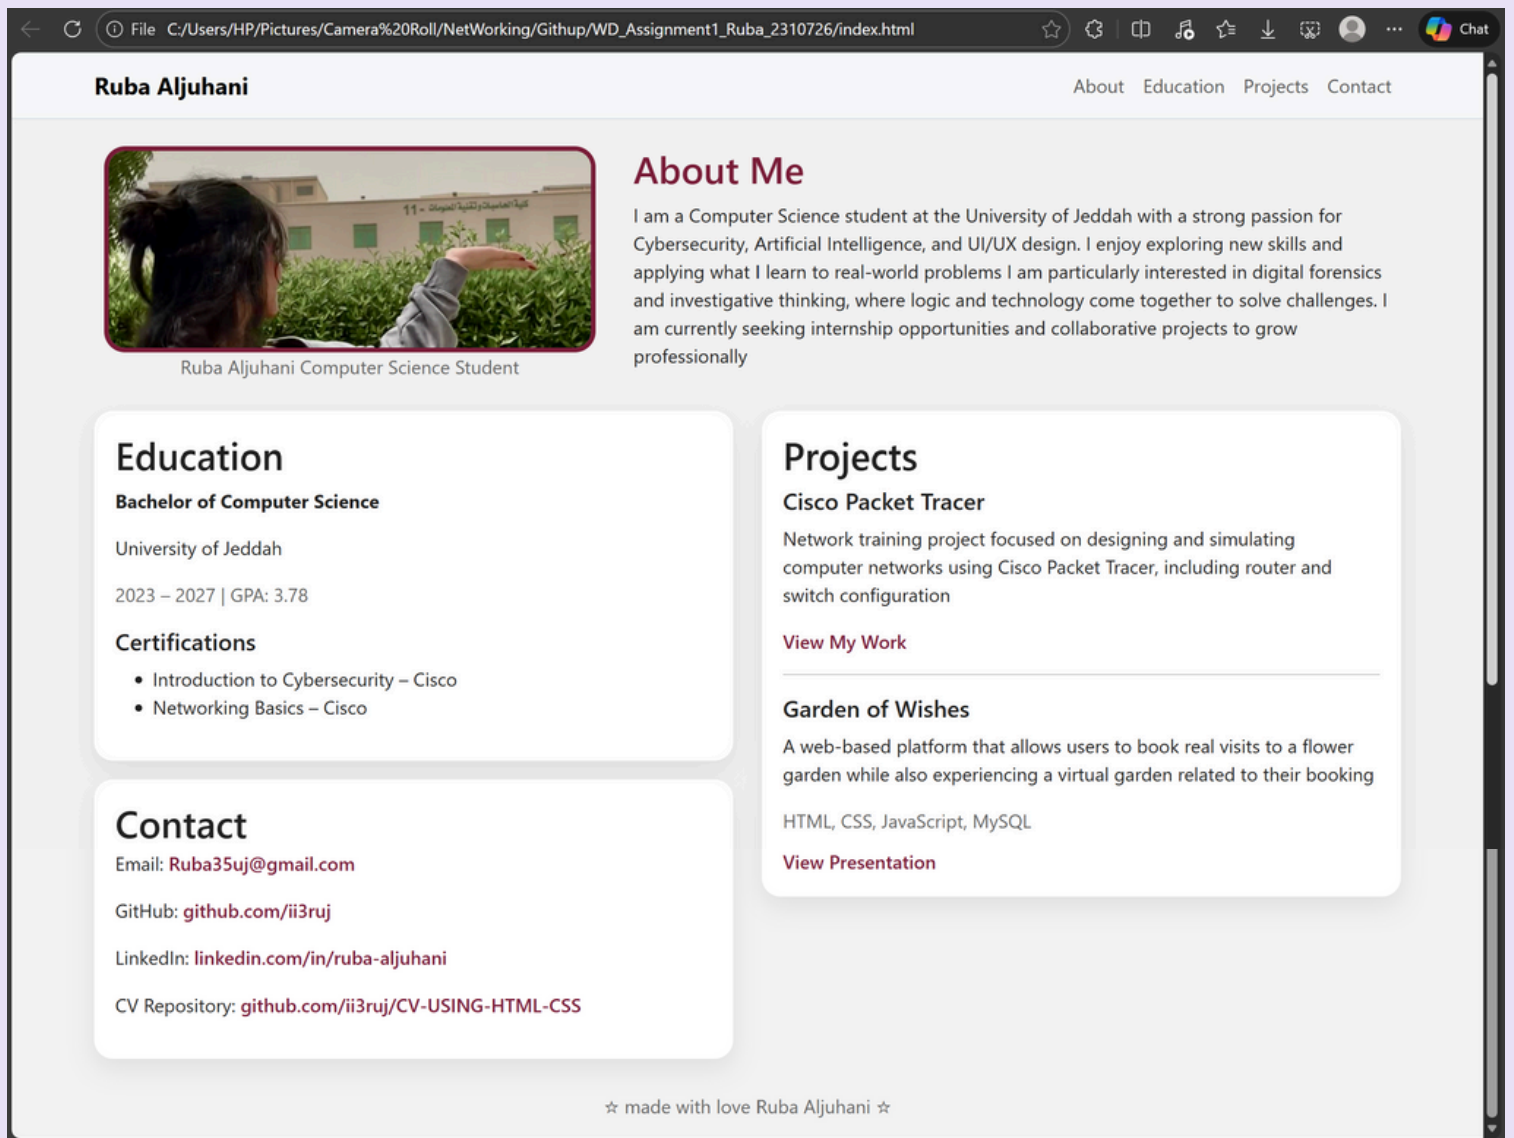 File C:/Users/HP/Pictures/Camera%20Roll/NetWorking/Githup/WD_Assignment1_Ruba_2310726/index.html
Chat
Ruba Aljuhani
About Education Projects Contact
كلية الحاسبات وتقنية المعلومات - 11
Ruba Aljuhani Computer Science Student
About Me
I am a Computer Science student at the University of Jeddah with a strong passion for
Cybersecurity, Artificial Intelligence, and UI/UX design. I enjoy exploring new skills and
applying what I learn to real-world problems I am particularly interested in digital forensics
and investigative thinking, where logic and technology come together to solve challenges. I
am currently seeking internship opportunities and collaborative projects to grow
professionally
Education
Bachelor of Computer Science
University of Jeddah
2023 – 2027 | GPA: 3.78
Certifications
• Introduction to Cybersecurity – Cisco
• Networking Basics – Cisco
Contact
Email: Ruba35uj@gmail.com
GitHub: github.com/ii3ruj
LinkedIn: linkedin.com/in/ruba-aljuhani
CV Repository: github.com/ii3ruj/CV-USING-HTML-CSS
Projects
Cisco Packet Tracer
Network training project focused on designing and simulating
computer networks using Cisco Packet Tracer, including router and
switch configuration
View My Work
Garden of Wishes
A web-based platform that allows users to book real visits to a flower
garden while also experiencing a virtual garden related to their booking
HTML, CSS, JavaScript, MySQL
View Presentation
☆ made with love Ruba Aljuhani ☆